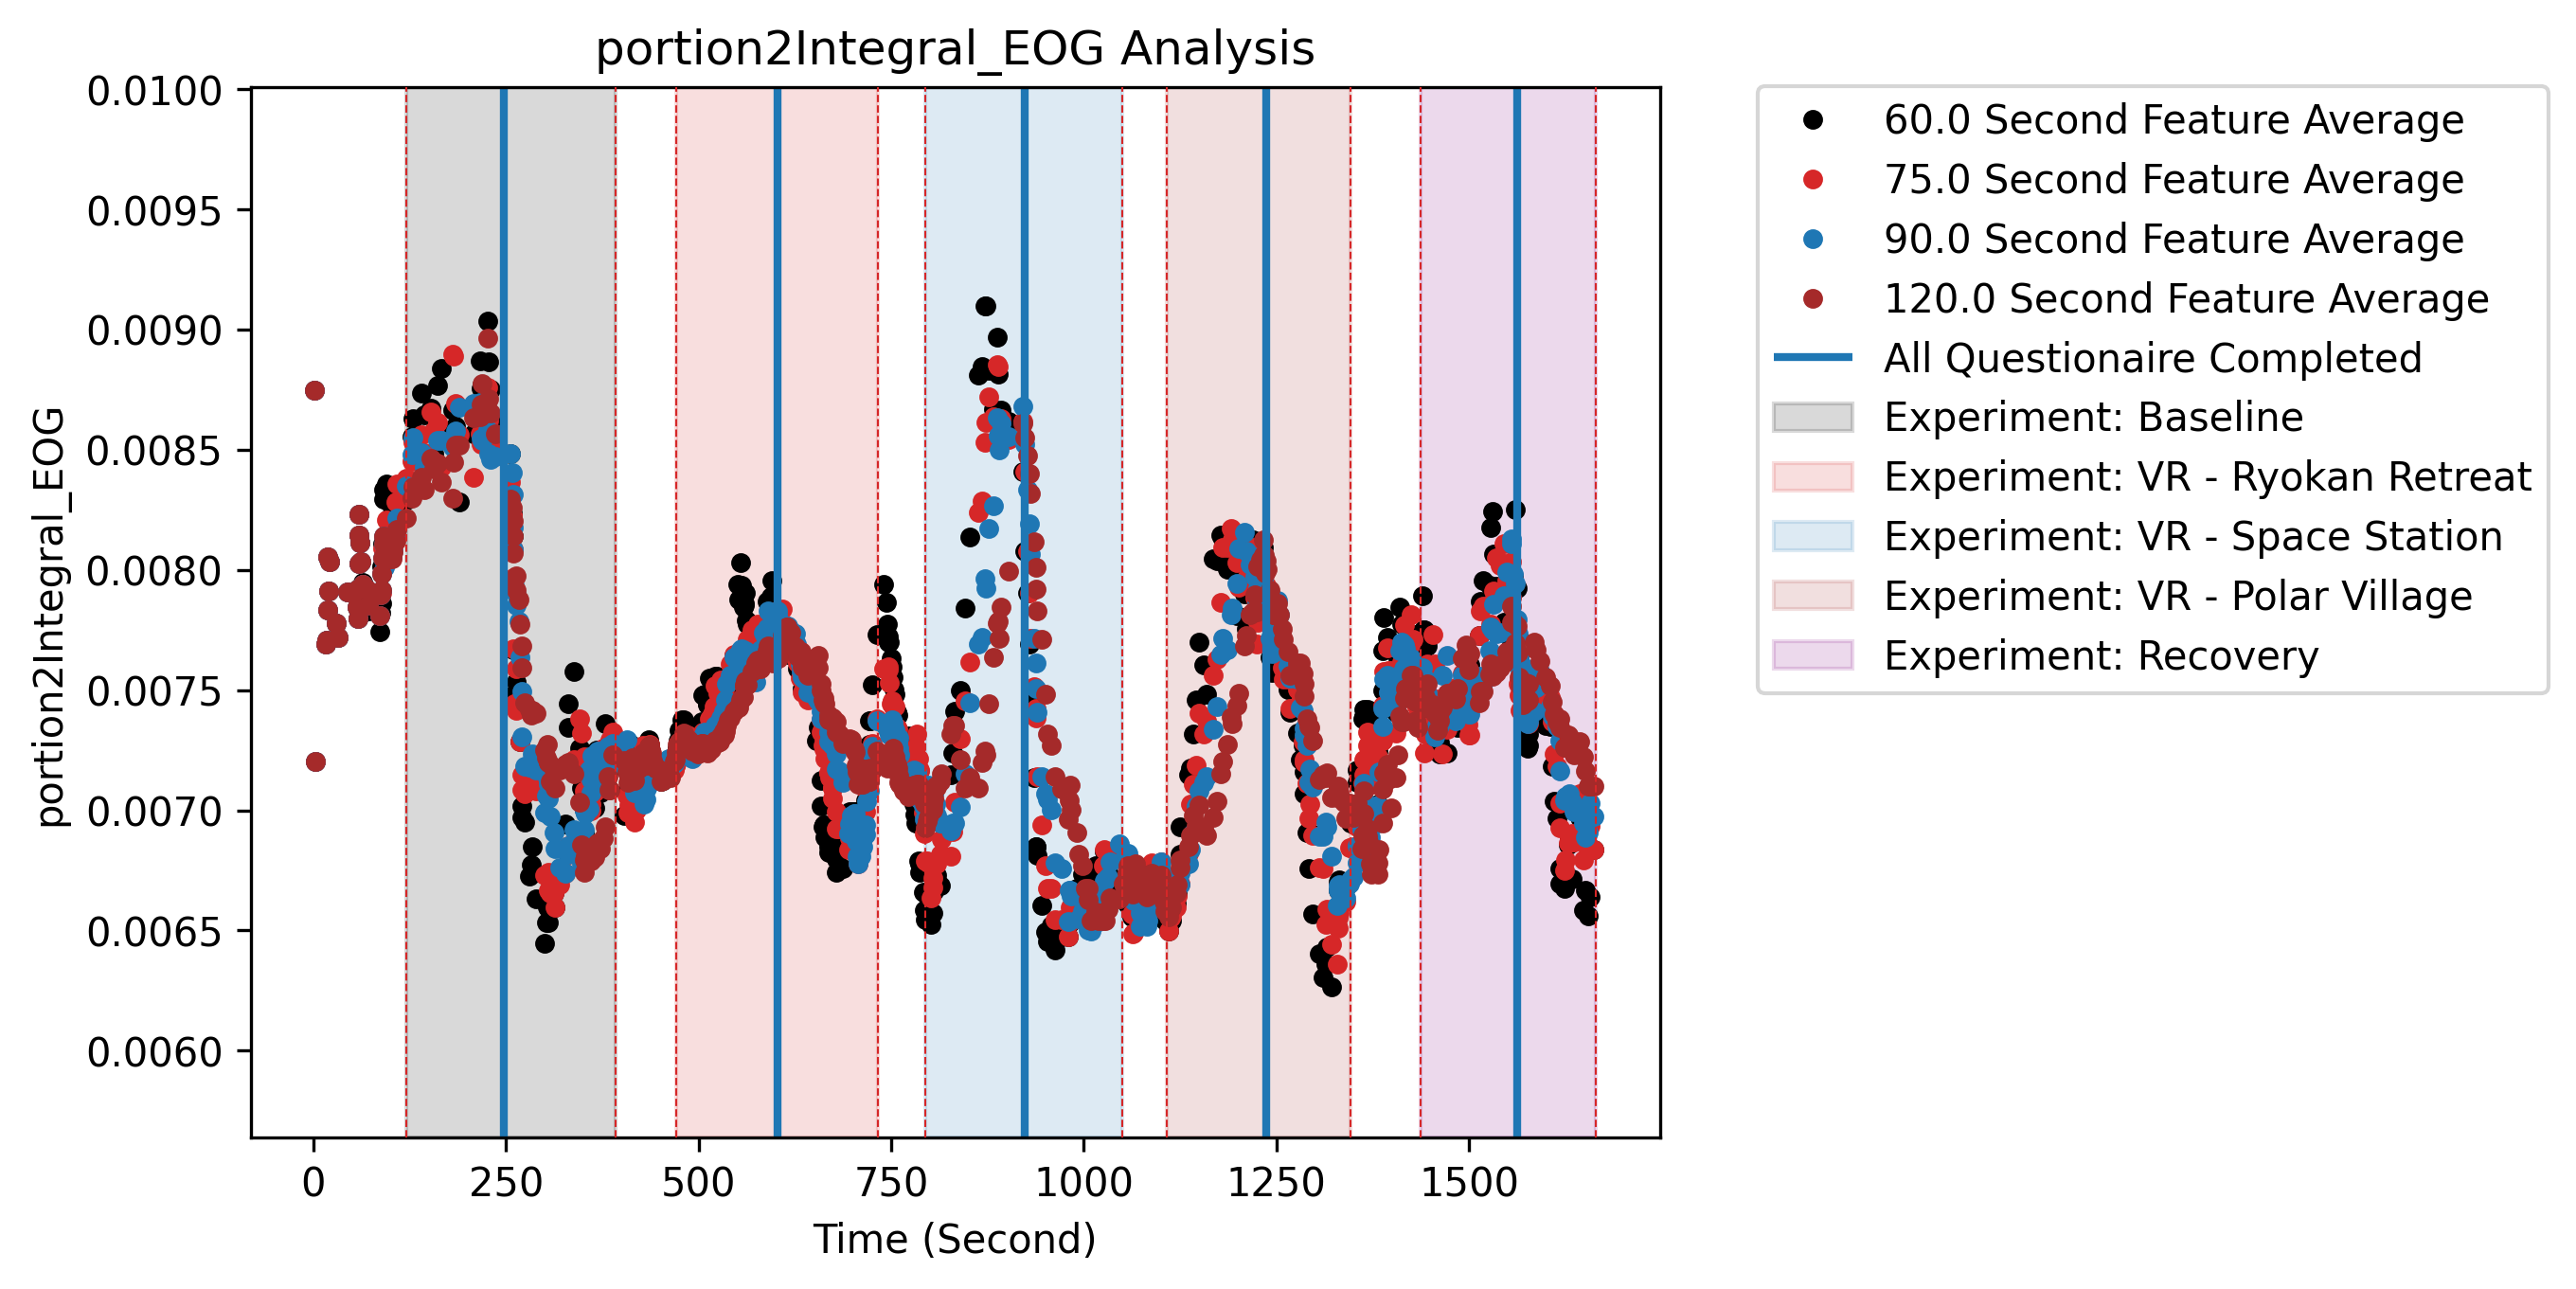 portion2Integral_EOG Analysis
0.0100
0.0095
0.0090
0.0085
0.0080
0.0075
0.0070
0.0065
0.0060
portion2Integral_EOG
0 250 500 750 1000 1250 1500
Time (Second)
60.0 Second Feature Average
75.0 Second Feature Average
90.0 Second Feature Average
120.0 Second Feature Average
All Questionaire Completed
Experiment: Baseline
Experiment: VR - Ryokan Retreat
Experiment: VR - Space Station
Experiment: VR - Polar Village
Experiment: Recovery